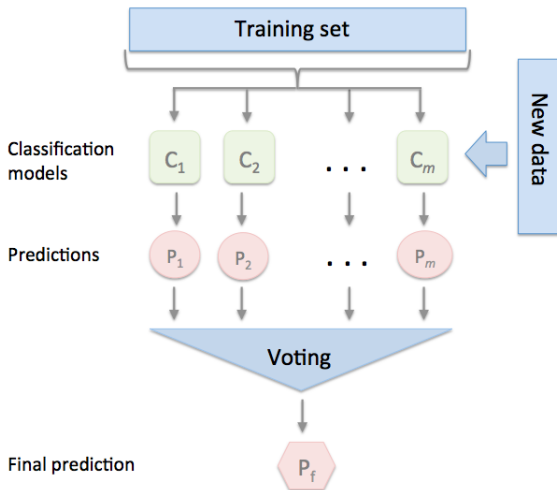 Training set
New data
Classification
models
C1 C2 . . . Cm
Predictions
P1 P2 . . . Pm
Voting
Final prediction
Pf